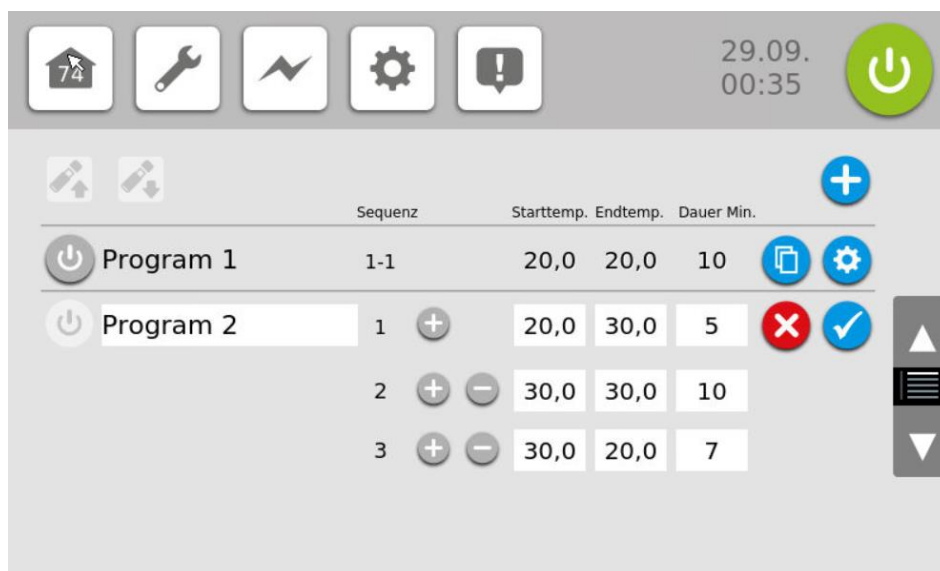 74
29.09.
00:35
Sequenz Starttemp. Endtemp. Dauer Min.
Program 1 1-1 20,0 20,0 10
Program 2 1 20,0 30,0 5
2 30,0 30,0 10
3 30,0 20,0 7